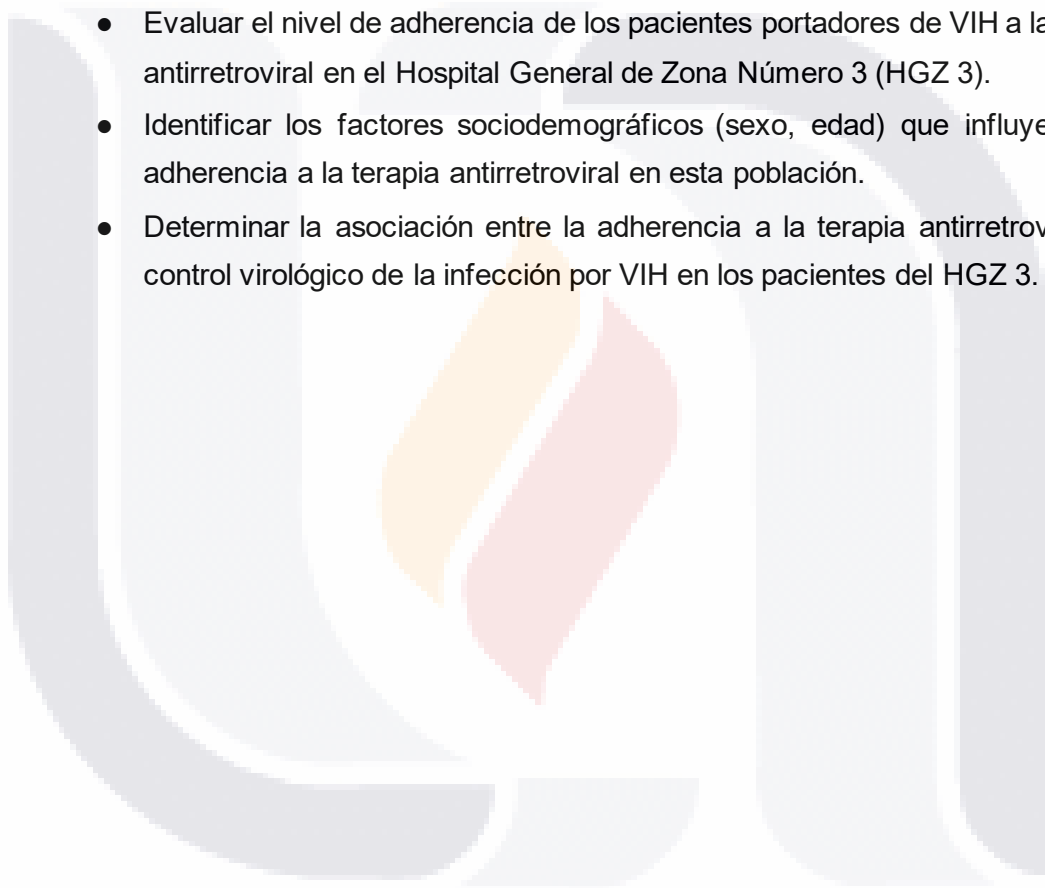 ● Evaluar el nivel de adherencia de los pacientes portadores de VIH a la
antirretroviral en el Hospital General de Zona Número 3 (HGZ 3).
● Identificar los factores sociodemográficos (sexo, edad) que influye
adherencia a la terapia antirretroviral en esta población.
● Determinar la asociación entre la adherencia a la terapia antirretrov
control virológico de la infección por VIH en los pacientes del HGZ 3.